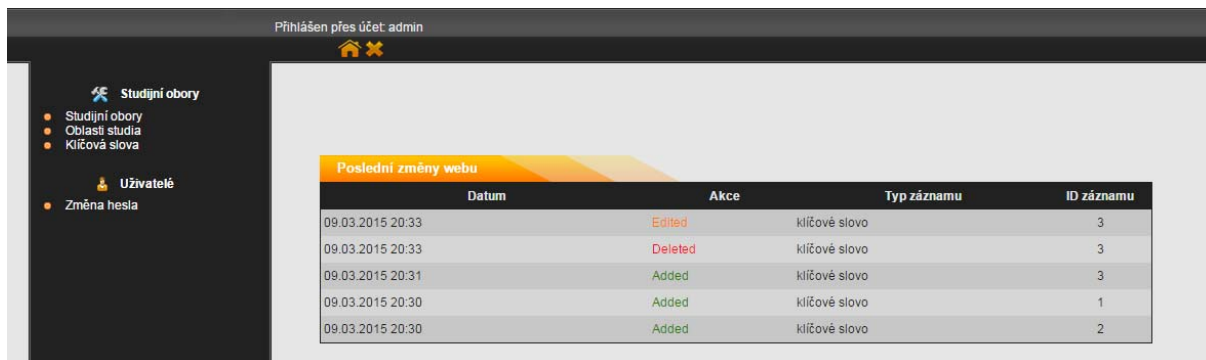 Přihlášen přes účet: admin
Studijní obory
Studijní obory
Oblasti studia
Klíčová slova
Uživatelé
Změna hesla
Poslední změny webu
Datum Akce Typ záznamu ID záznamu
09.03.2015 20:33 Edited klíčové slovo 3
09.03.2015 20:33 Deleted klíčové slovo 3
09.03.2015 20:31 Added klíčové slovo 3
09.03.2015 20:30 Added klíčové slovo 1
09.03.2015 20:30 Added klíčové slovo 2